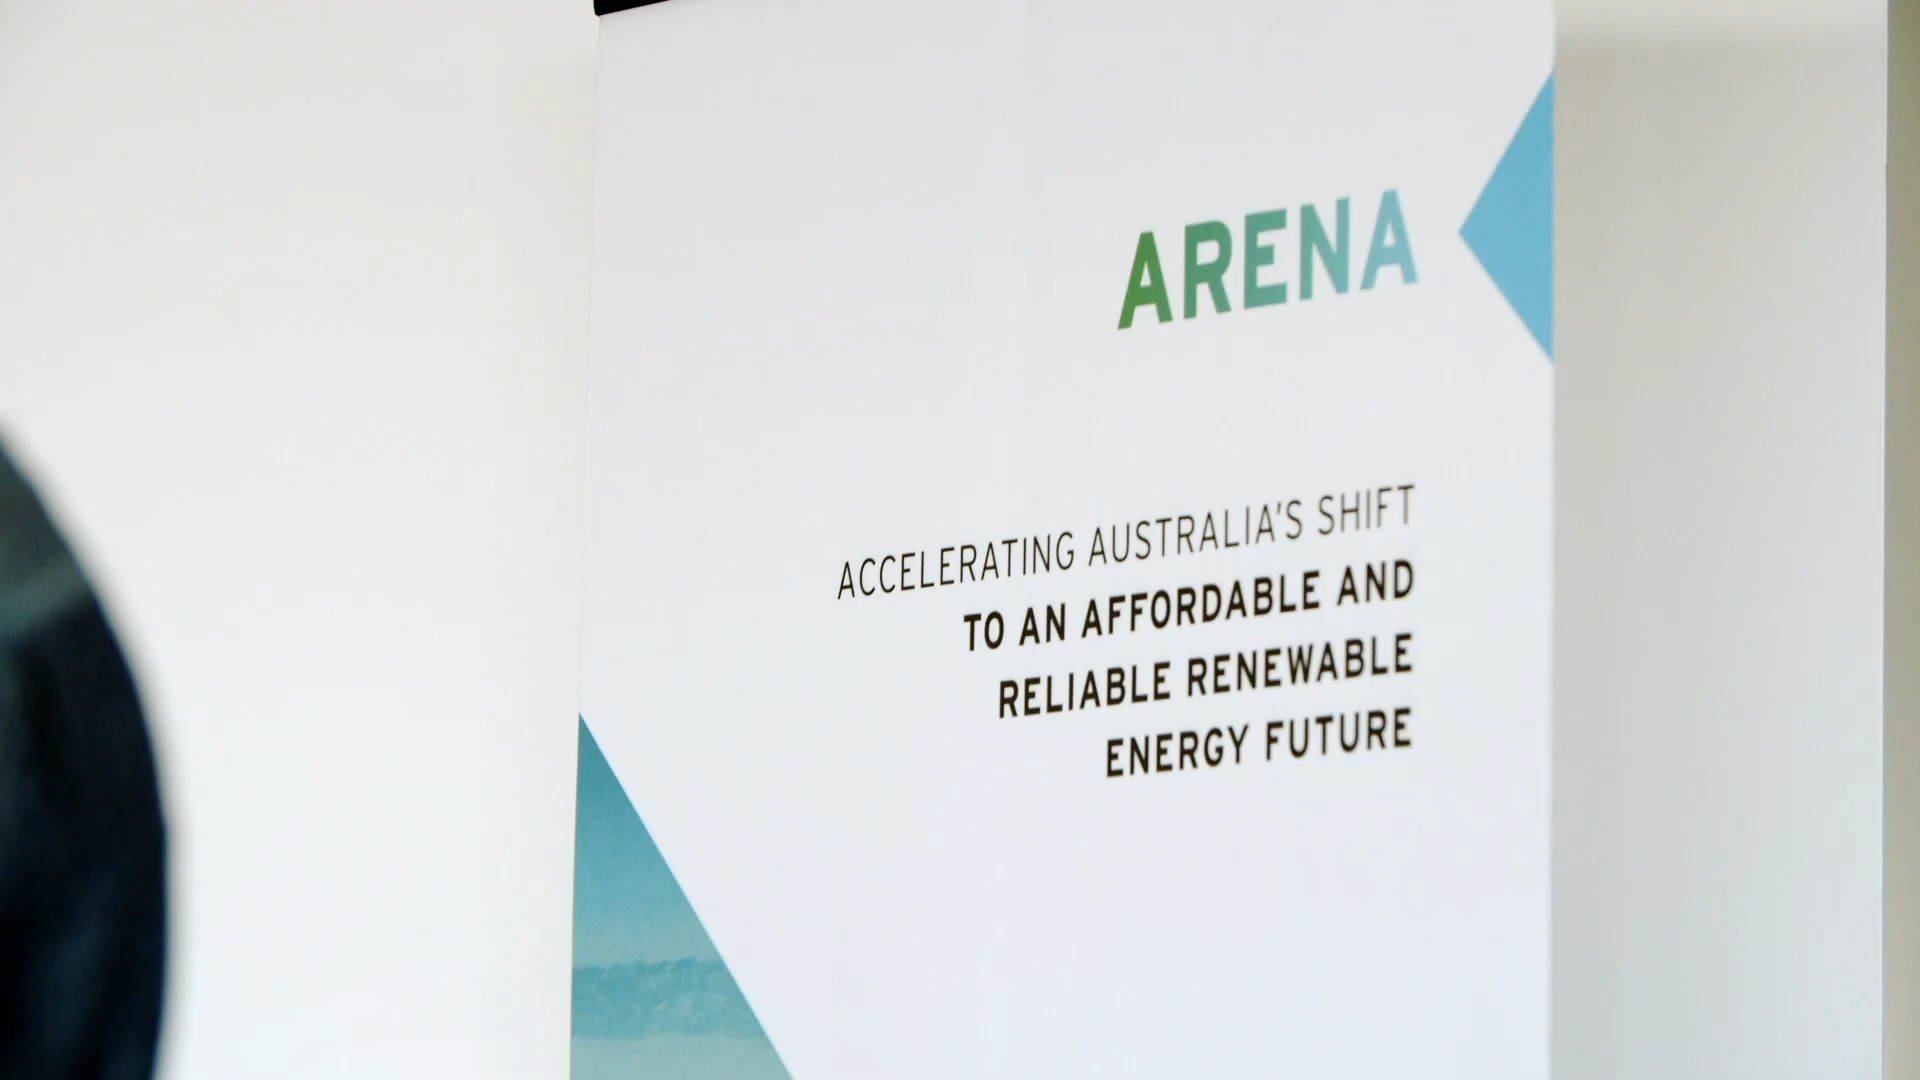 ARENA
ACCELERATING AUSTRALIA'S SHIFT
TO AN AFFORDABLE AND
RELIABLE RENEWABLE
ENERGY FUTURE